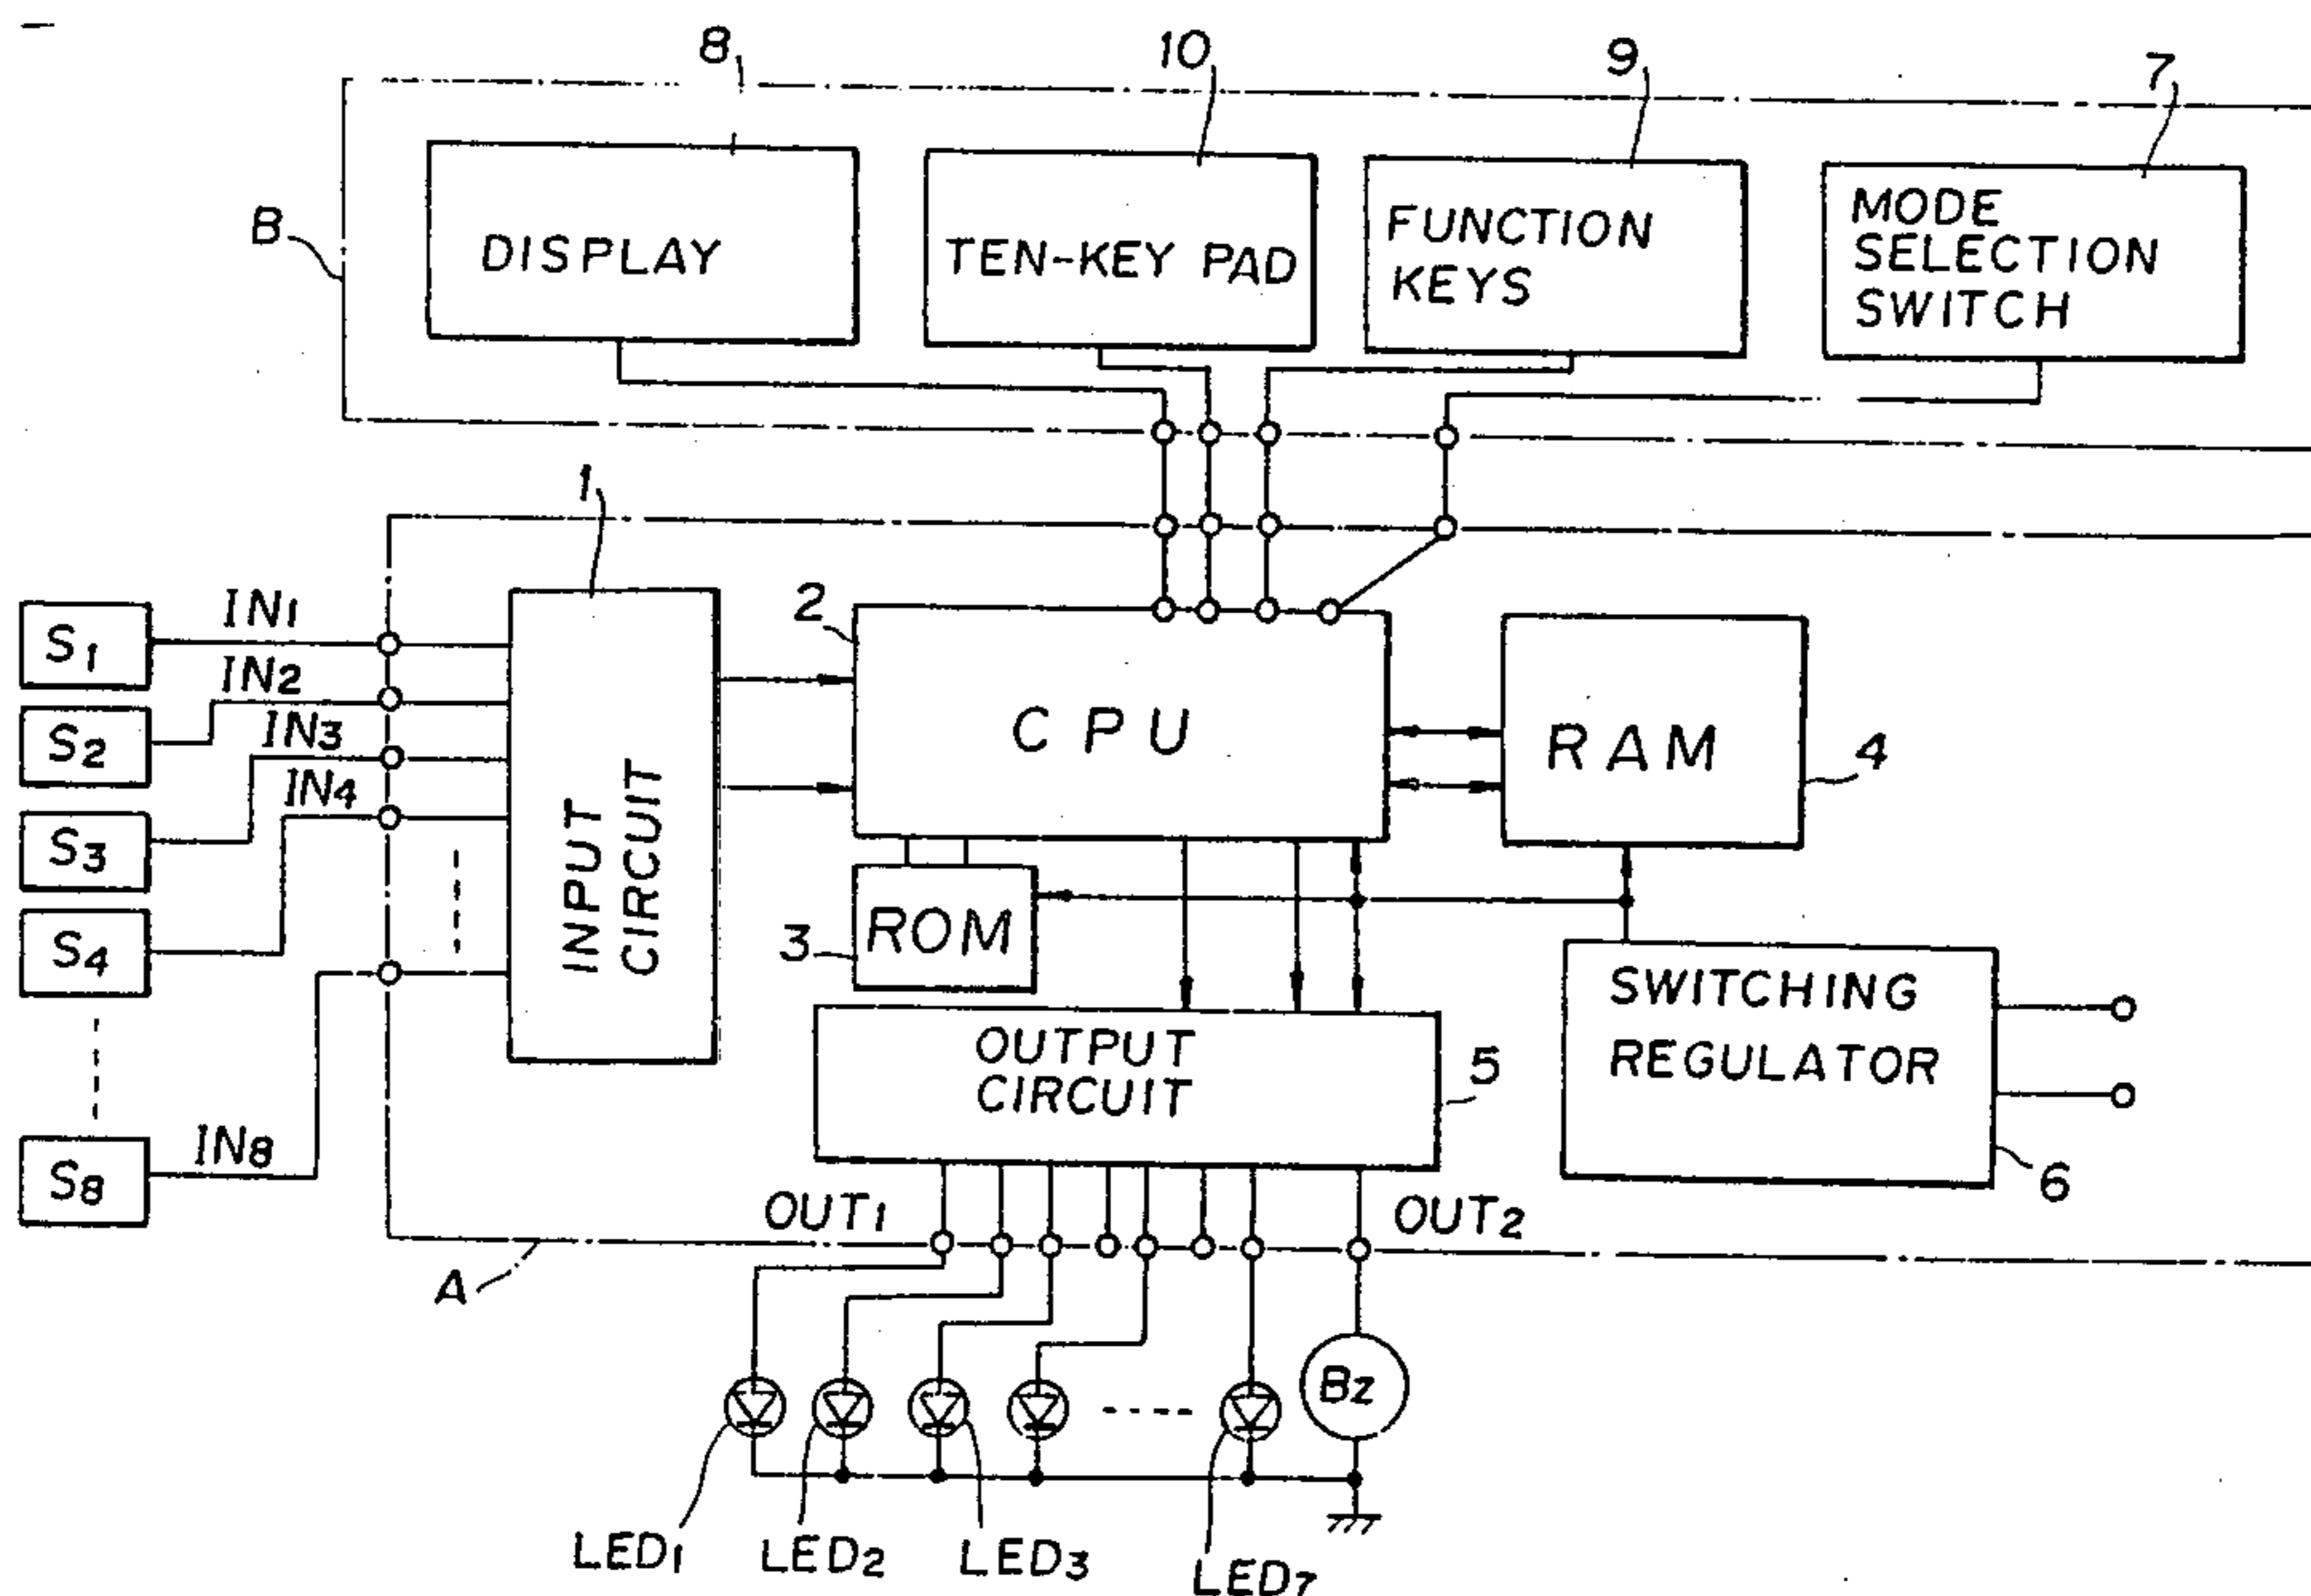 8
10
9
7
B
DISPLAY
TEN-KEY PAD
FUNCTION
KEYS
MODE
SELECTION
SWITCH
1
2
S1
IN1
S2
IN2
S3
IN3
S4
IN4
S8
IN8
INPUT
CIRCUIT
CPU
RAM
4
3
ROM
OUTPUT
CIRCUIT
5
SWITCHING
REGULATOR
6
OUT1
OUT2
A
BZ
LED1
LED2
LED3
LED7